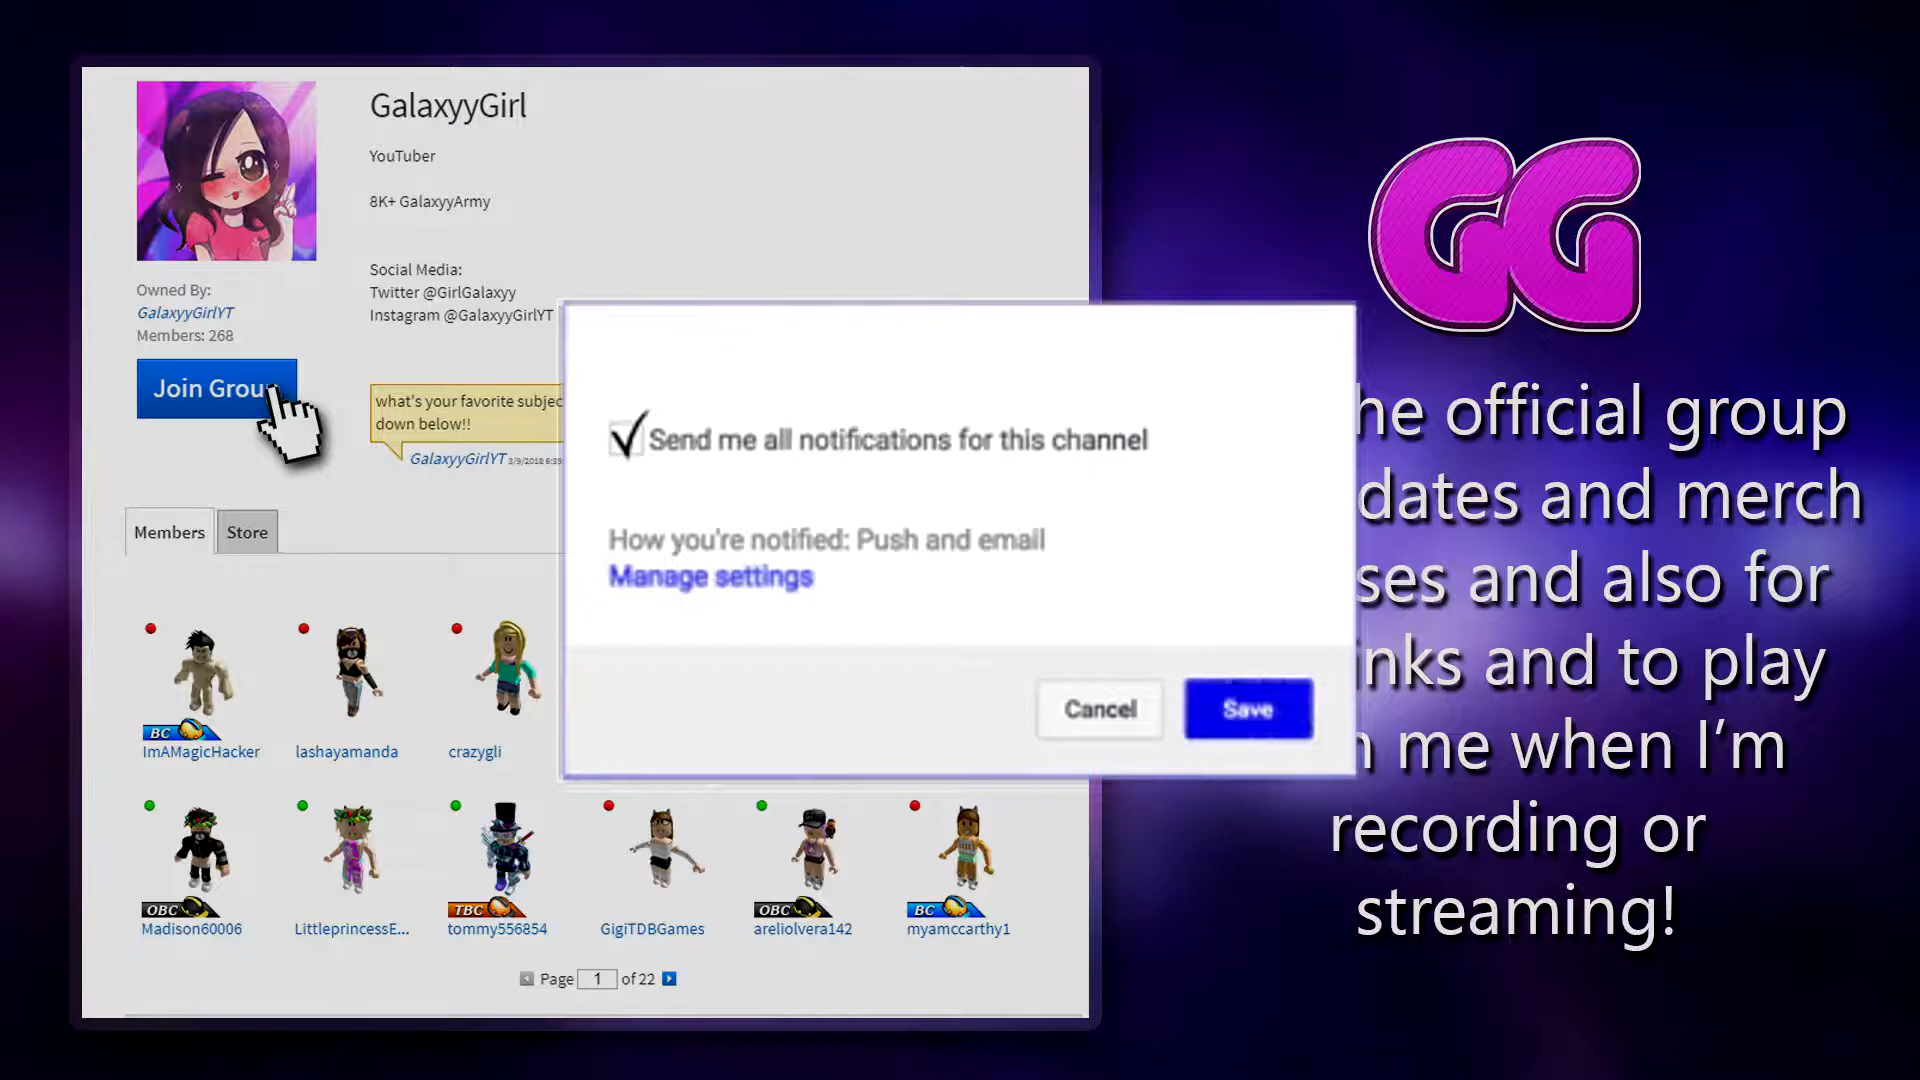 GalaxyyGirl
YouTuber
8K+ GalaxyyArmy
Social Media:
Twitter @GirlGalaxyy
Instagram @GalaxyyGirlYT
Owned By:
GalaxyyGirlYT
Members: 268
Join Grou
what's your favorite subjec
down below!!
GalaxyyGirlYT
Members Store
BC
ImAMagicHacker lashayamanda crazygli
OBC TBC OBC BC
Madison60006 LittleprincessE... tommy556854 GigiTDBGames areliolvera142 myamccarthy1
Page 1 of 22
Send me all notifications for this channel
How you're notified: Push and email
Manage settings
Cancel Save
GG
he official group
dates and merch
ses and also for
inks and to play
me when I'm
recording or
streaming!